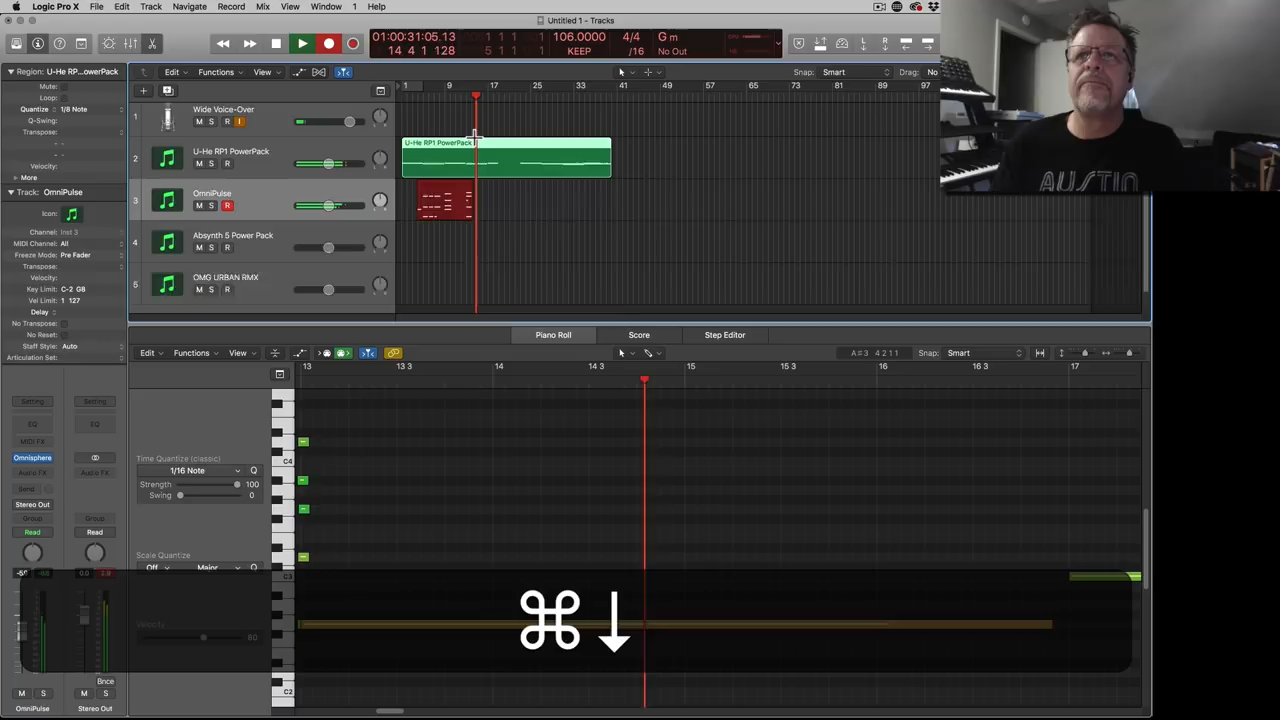 Logic Pro X File Edit Track Navigate Record Mix View Window 1 Help
Untitled 1 - Tracks
01:00:31:05.13 5 1 1 1 106.0000 4/4 G m
14 4 1 128 5 1 1 1 KEEP /16 No Out
Region: U-He RP...owerPack
Mute:
Loop:
Quantize 1/8 Note
Q-Swing:
Transpose:
Velocity:
More
Track: OmniPulse
Icon:
Channel: Inst 3
MIDI Channel: All
Freeze Mode: Pre Fader
Transpose:
Velocity:
Key Limit: C-2 G8
Vel Limit: 1 127
Delay
No Transpose:
No Reset:
Staff Style: Auto
Articulation Set:
Edit Functions View Snap: Smart Drag: No
1 9 17 25 33 41 49 57 65 73 81 89 97
1 Wide Voice-Over
M S R I
2 U-He RP1 PowerPack
M S R
U-He RP1 PowerPack
3 OmniPulse
M S R
4 Absynth 5 Power Pack
M S R
5 OMG URBAN RMX
M S R
AUSTIN
Piano Roll Score Step Editor
Edit Functions View A#3 4 2 1 1 Snap: Smart
13 13 3 14 14 3 15 15 3 16 16 3 17
Time Quantize (classic)
1/16 Note Q
Strength 100
Swing 0
Scale Quantize
Off Major Q
Velocity 80
C4
C3
C2
Setting Setting
EQ EQ
MIDI FX
Omnisphere
Audio FX Audio FX
Send
Stereo Out
Group Group
Read Read
0.0 2.9
⌘ ↓
Bnce
M S M S
OmniPulse Stereo Out